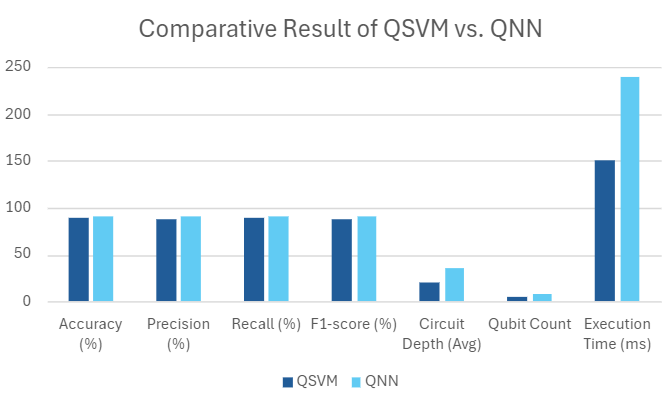 Comparative Result of QSVM vs. QNN
250
200
150
100
50
0
Accuracy (%)
Precision (%)
Recall (%)
F1-score (%)
Circuit Depth (Avg)
Qubit Count
Execution Time (ms)
QSVM
QNN